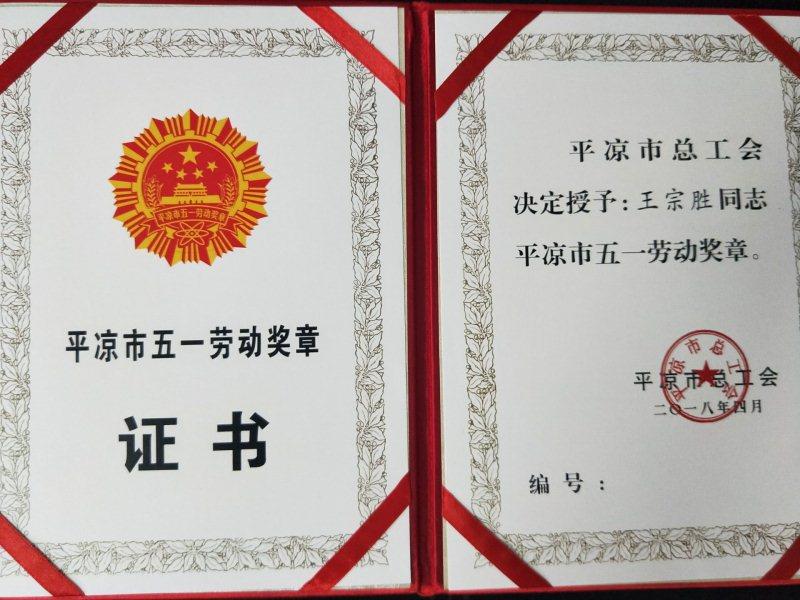 平凉市五一劳动奖章
平凉市五一劳动奖章
证书
平凉市总工会
决定授予：王宗胜同志
平凉市五一劳动奖章。
平凉市总工会
平凉市总工会
二〇一八年四月
编号：